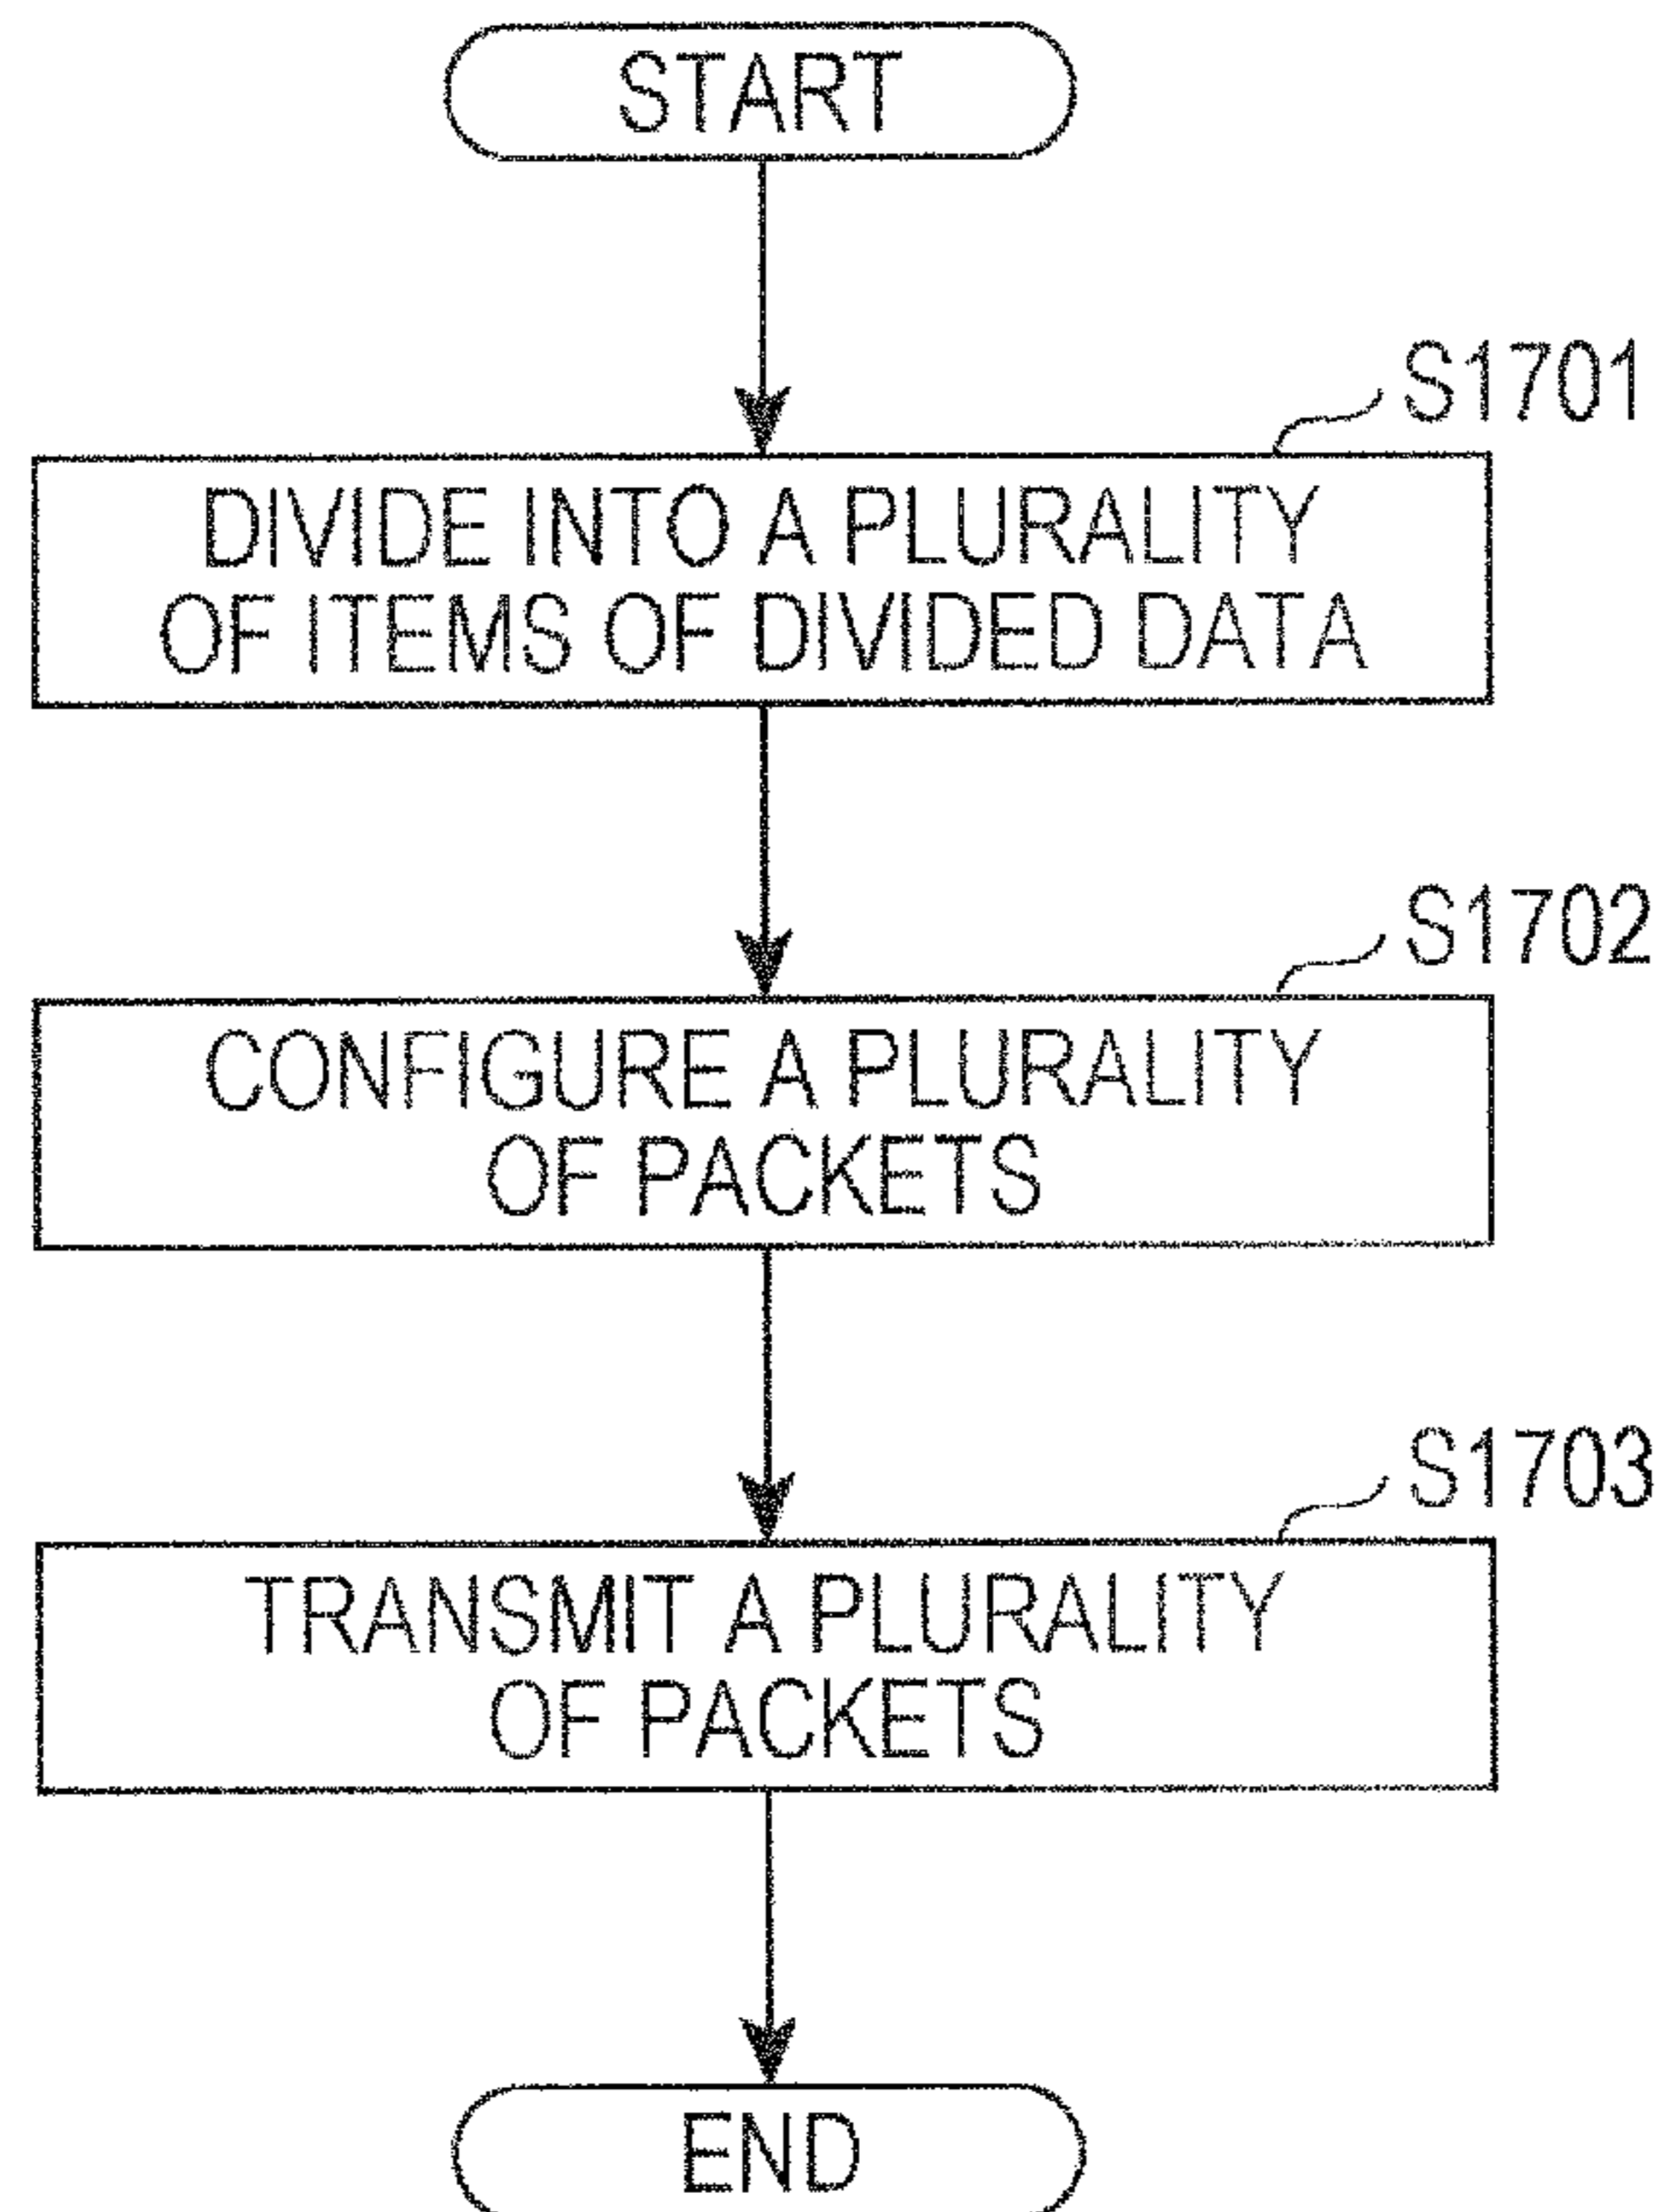 START
S1701
DIVIDE INTO A PLURALITY
OF ITEMS OF DIVIDED DATA
S1702
CONFIGURE A PLURALITY
OF PACKETS
S1703
TRANSMIT A PLURALITY
OF PACKETS
END